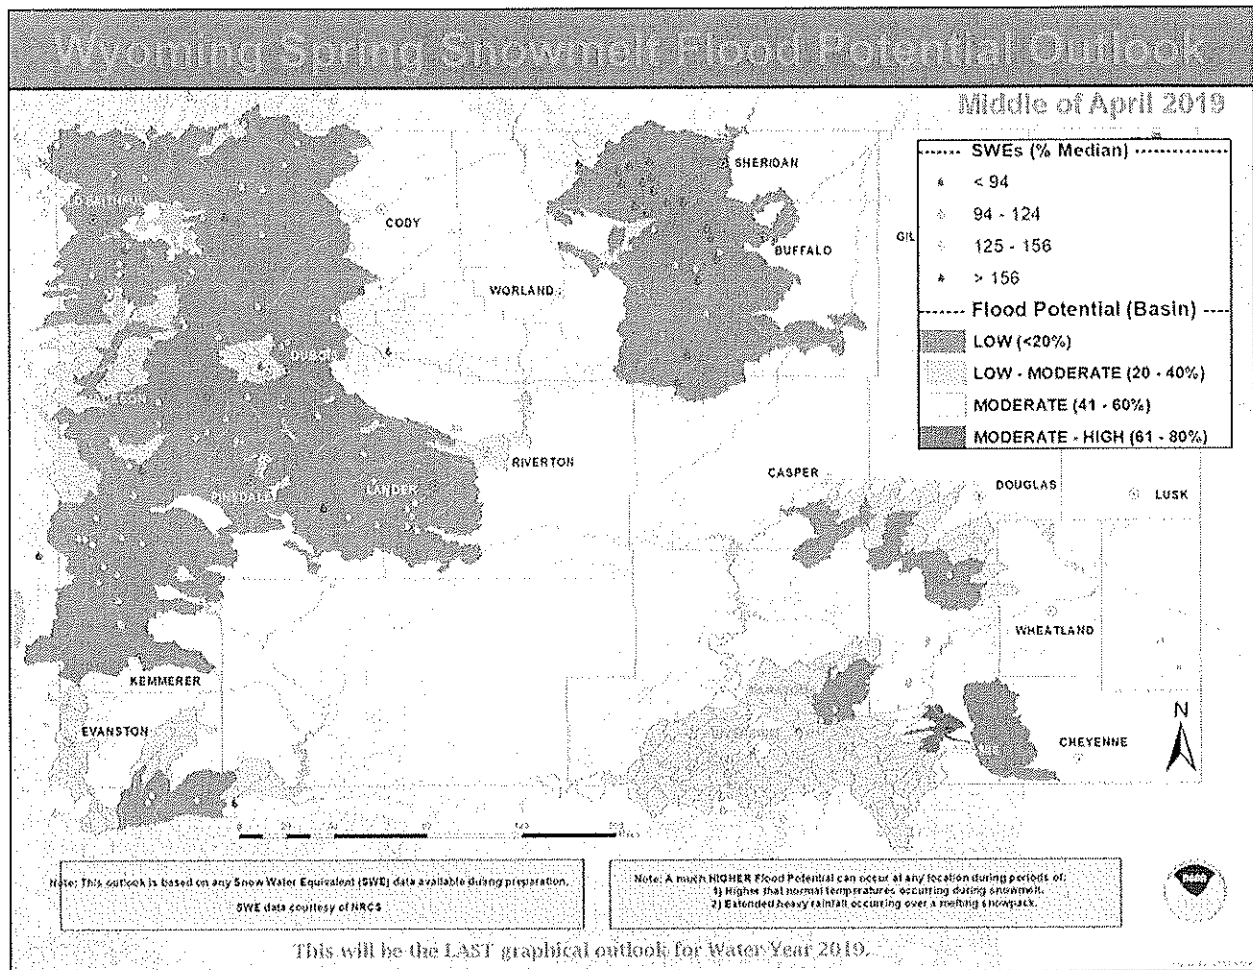 Wyoming Spring Snowmelt Flood Potential Outlook
Middle of April 2019
SWEs (% Median)
< 94
94 - 124
125 - 156
> 156
Flood Potential (Basin)
LOW (<20%)
LOW - MODERATE (20 - 40%)
MODERATE (41 - 60%)
MODERATE - HIGH (61 - 80%)
SHERIDAN
CODY
BUFFALO
GIL
WORLAND
DUBOIS
RIVERTON
LANDER
PINEDALE
CASPER
DOUGLAS
LUSK
WHEATLAND
KEMMERER
EVANSTON
CHEYENNE
N
Note: This outlook is based on any Snow Water Equivalent (SWE) data available during preparation.
SWE data courtesy of NRCS
Note: A much HIGHER Flood Potential can occur at any location during periods of:
1) Higher that normal temperatures occurring during snowmelt.
2) Extended heavy rainfall occurring over a melting snowpack.
This will be the LAST graphical outlook for Water Year 2019.